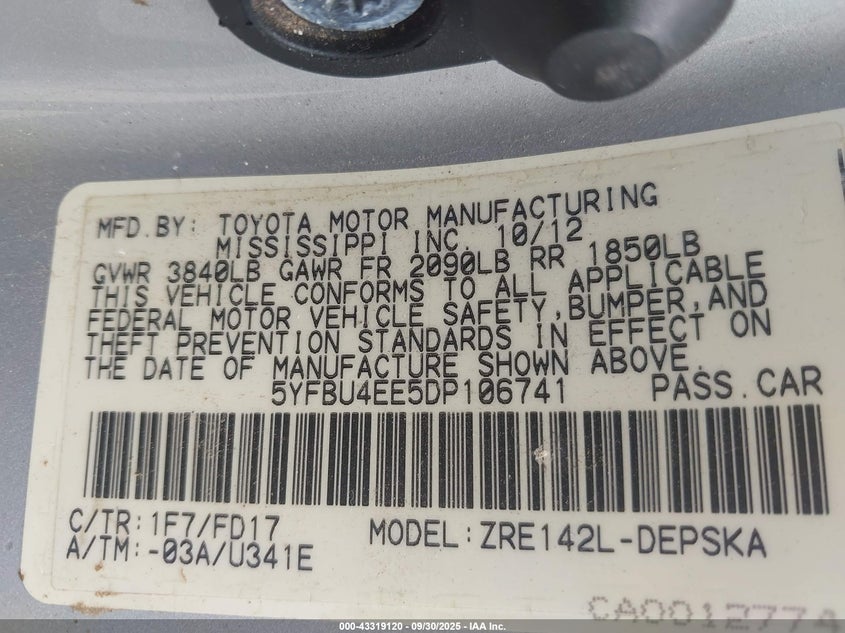 MFD.BY: TOYOTA MOTOR MANUFACTURING
MISSISSIPPI INC. 10/12
GVWR 3840LB GAWR FR 2090LB RR 1850LB
THIS VEHICLE CONFORMS TO ALL APPLICABLE
FEDERAL MOTOR VEHICLE SAFETY,BUMPER,AND
THEFT PREVENTION STANDARDS IN EFFECT ON
THE DATE OF MANUFACTURE SHOWN ABOVE.
5YFBU4EE5DP106741 PASS.CAR
C/TR:1F7/FD17 MODEL:ZRE142L-DEPSKA
A/TM:-03A/U341E
CA0012774
000-43319120 - 09/30/2025 - IAA Inc.